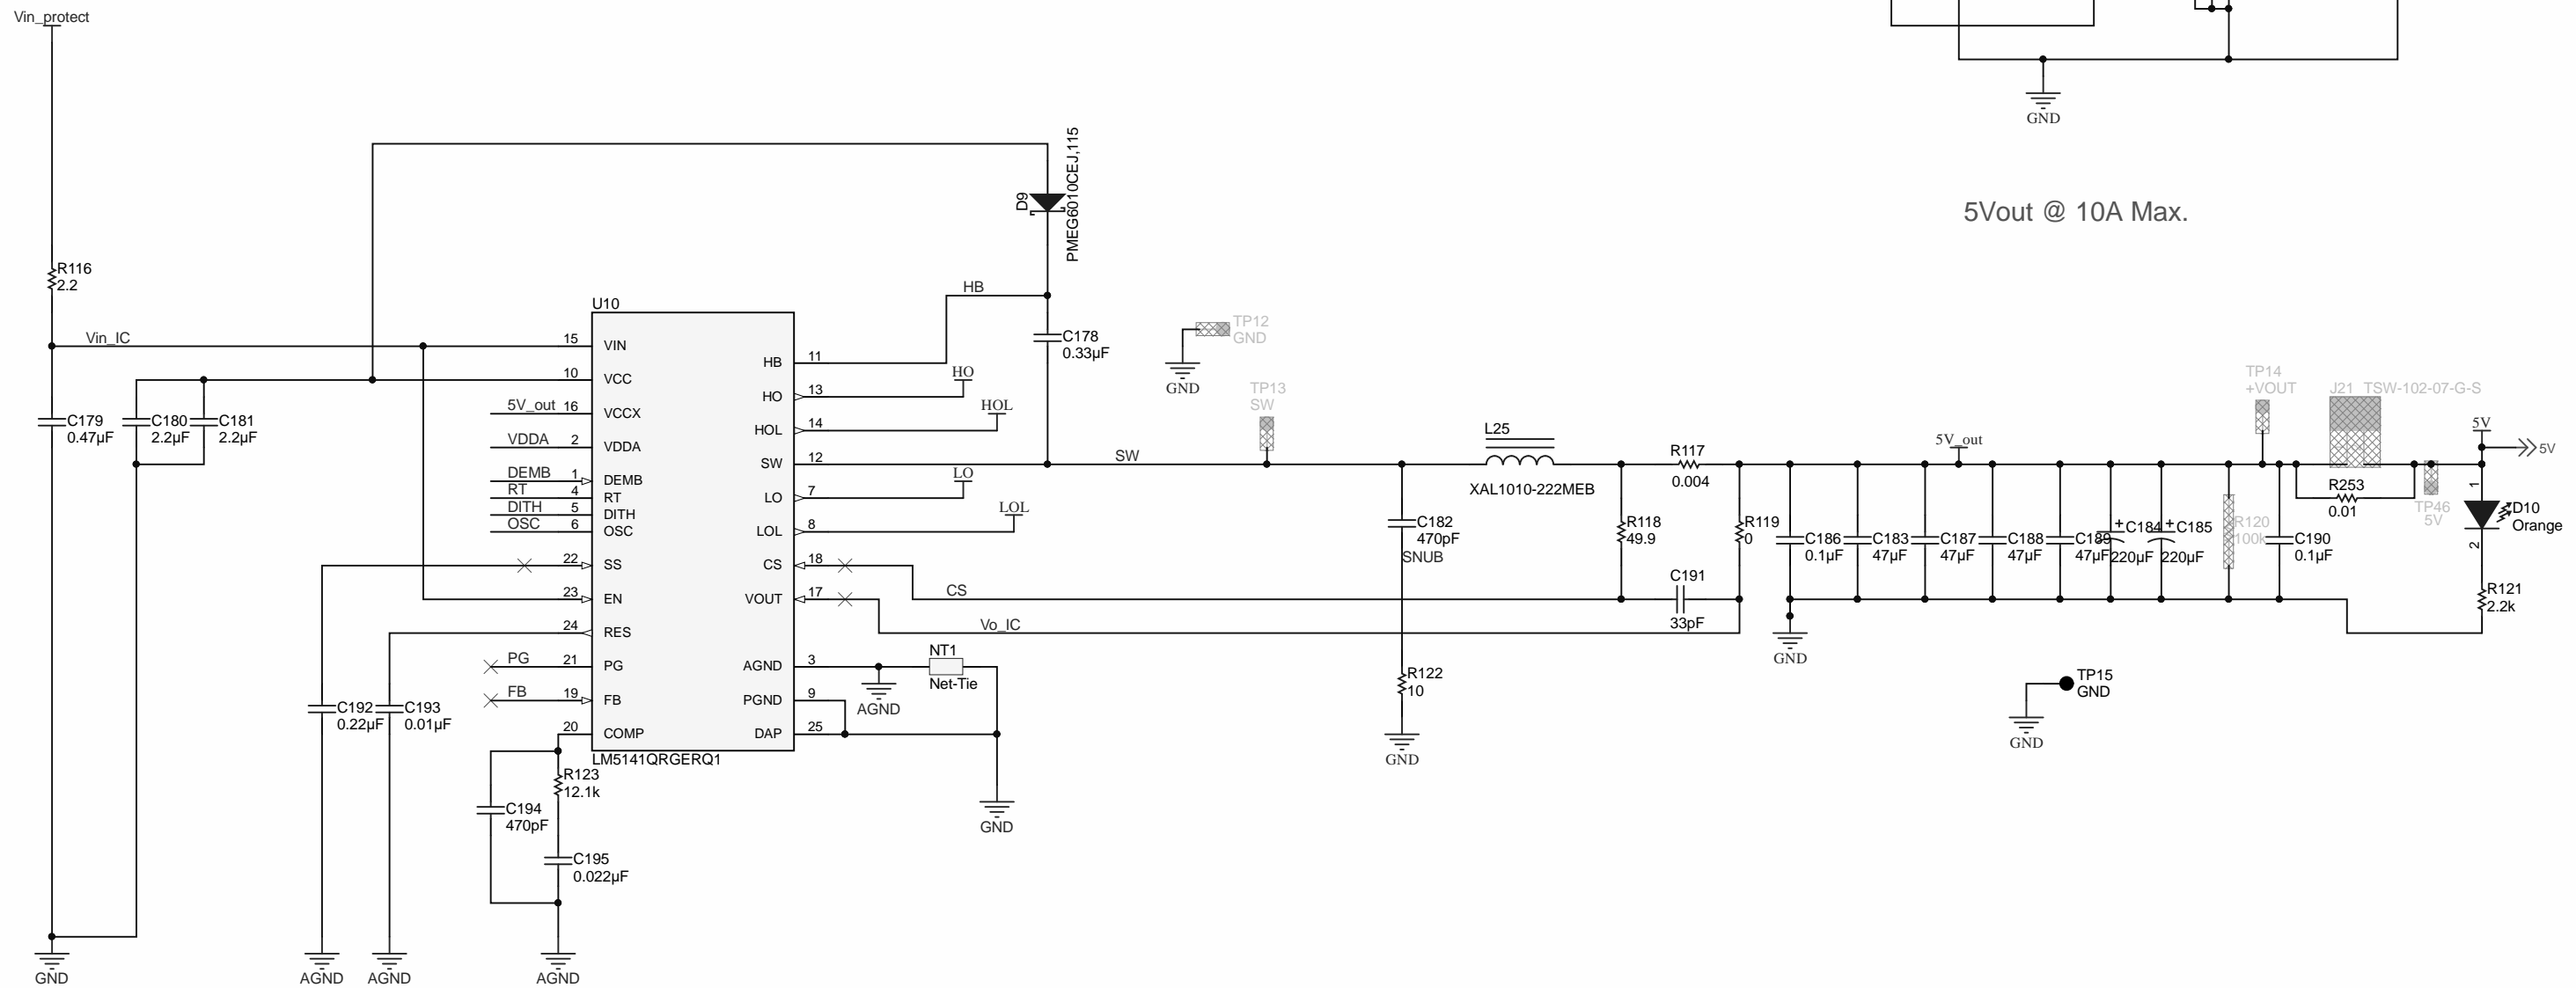 Vin_protect
GND
5Vout @ 10A Max.
D9
PMEG6010CEJ,115
R116
2.2
Vin_IC
C179
0.47µF
C180
2.2µF
C181
2.2µF
GND
U10
15 VIN
10 VCC
5V_out 16 VCCX
VDDA 2 VDDA
DEMB 1 DEMB
RT 4 RT
DITH 5 DITH
OSC 6 OSC
22 SS
23 EN
24 RES
PG 21 PG
FB 19 FB
20 COMP
HB 11
HO 13
HOL 14
SW 12
LO 7
LOL 8
CS 18
VOUT 17
AGND 3
PGND 9
DAP 25
LM5141QRGERQ1
HB
HO
HOL
LO
LOL
C178
0.33µF
TP12
GND
GND
TP13
SW
SW
CS
Vo_IC
NT1
Net-Tie
AGND
GND
C192
0.22µF
C193
0.01µF
AGND
AGND
R123
12.1k
C194
470pF
C195
0.022µF
AGND
C182
470pF
SNUB
R122
10
GND
L25
XAL1010-222MEB
R117
0.004
R118
49.9
R119
0
C191
33pF
5V_out
C186
0.1µF
C183
47µF
C187
47µF
C188
47µF
C189
47µF
+ C184
220µF
+ C185
220µF
R120
100k
C190
0.1µF
GND
TP14
+VOUT
J21 TSW-102-07-G-S
R253
0.01
TP46
5V
5V
5V
1
D10
Orange
2
R121
2.2k
TP15
GND
GND